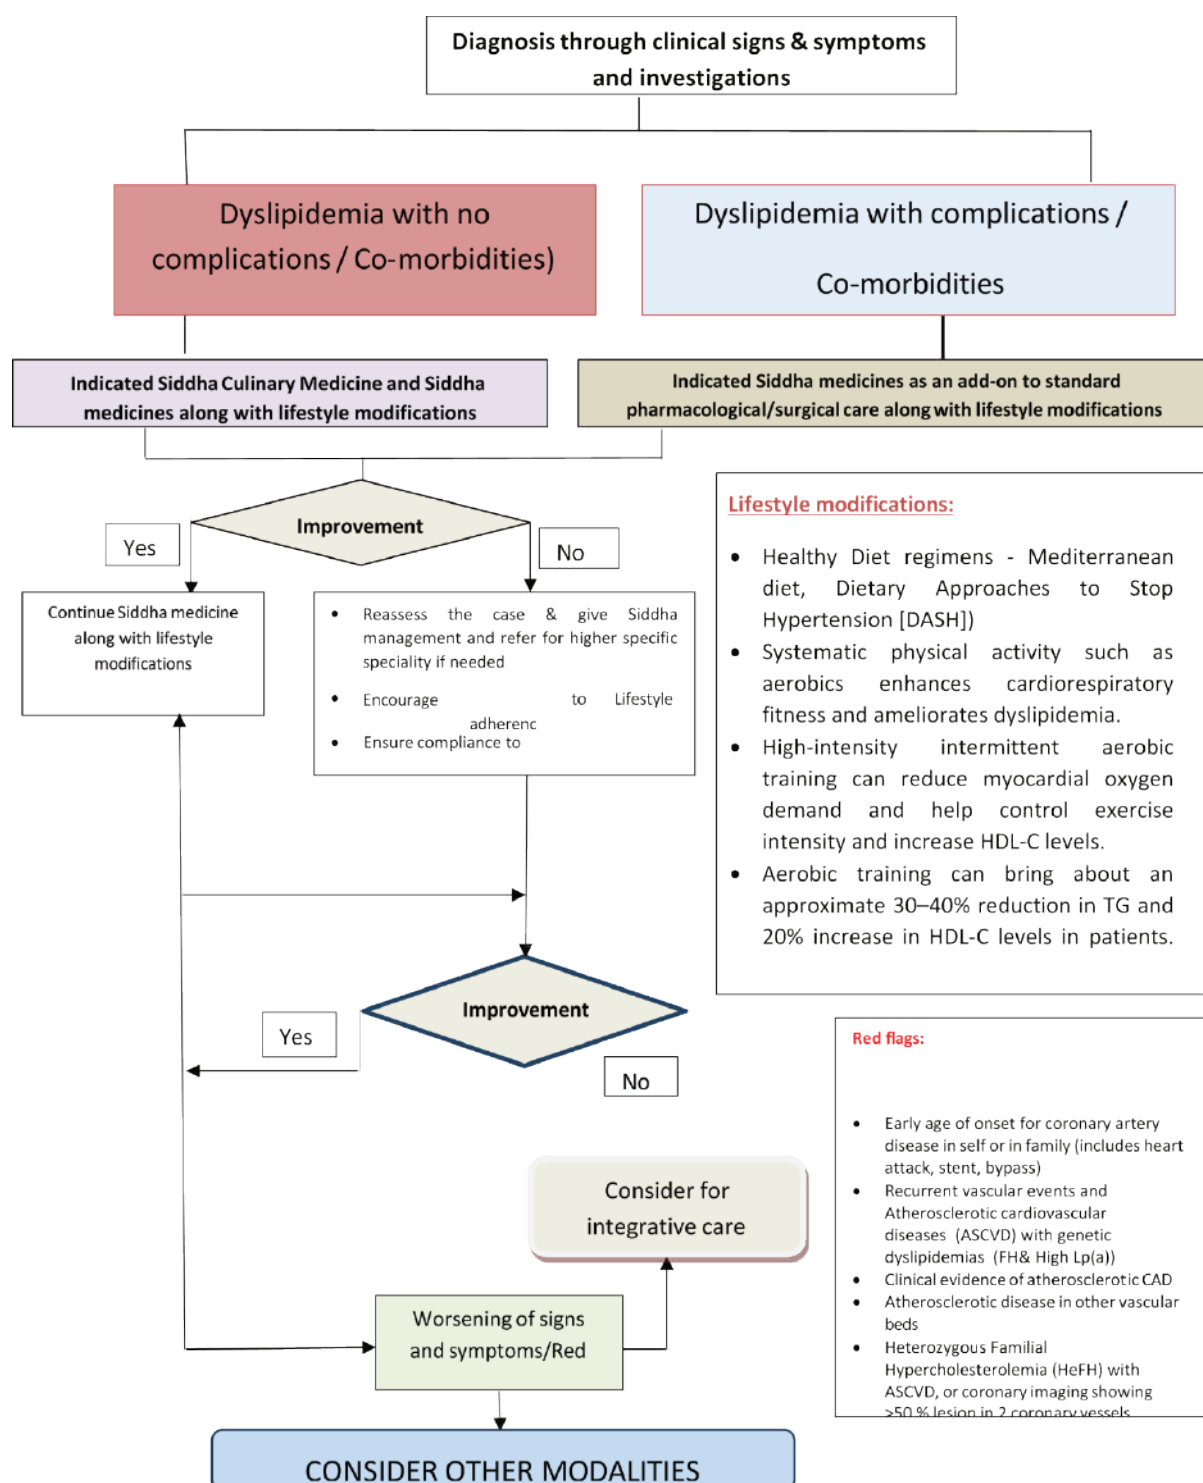 Diagnosis through clinical signs & symptoms
and investigations
Dyslipidemia with no
complications / Co-morbidities)
Dyslipidemia with complications /
Co-morbidities
Indicated Siddha Culinary Medicine and Siddha
medicines along with lifestyle modifications
Indicated Siddha medicines as an add-on to standard
pharmacological/surgical care along with lifestyle modifications
Improvement
Yes
No
Continue Siddha medicine
along with lifestyle
modifications
• Reassess the case & give Siddha
management and refer for higher specific
speciality if needed
• Encourage to Lifestyle
adherenc
• Ensure compliance to
Lifestyle modifications:
• Healthy Diet regimens - Mediterranean
diet, Dietary Approaches to Stop
Hypertension [DASH])
• Systematic physical activity such as
aerobics enhances cardiorespiratory
fitness and ameliorates dyslipidemia.
• High-intensity intermittent aerobic
training can reduce myocardial oxygen
demand and help control exercise
intensity and increase HDL-C levels.
• Aerobic training can bring about an
approximate 30–40% reduction in TG and
20% increase in HDL-C levels in patients.
Improvement
Yes
No
Red flags:
• Early age of onset for coronary artery
disease in self or in family (includes heart
attack, stent, bypass)
• Recurrent vascular events and
Atherosclerotic cardiovascular
diseases (ASCVD) with genetic
dyslipidemias (FH& High Lp(a))
• Clinical evidence of atherosclerotic CAD
• Atherosclerotic disease in other vascular
beds
• Heterozygous Familial
Hypercholesterolemia (HeFH) with
ASCVD, or coronary imaging showing
>50 % lesion in 2 coronary vessels
Consider for
integrative care
Worsening of signs
and symptoms/Red
CONSIDER OTHER MODALITIES